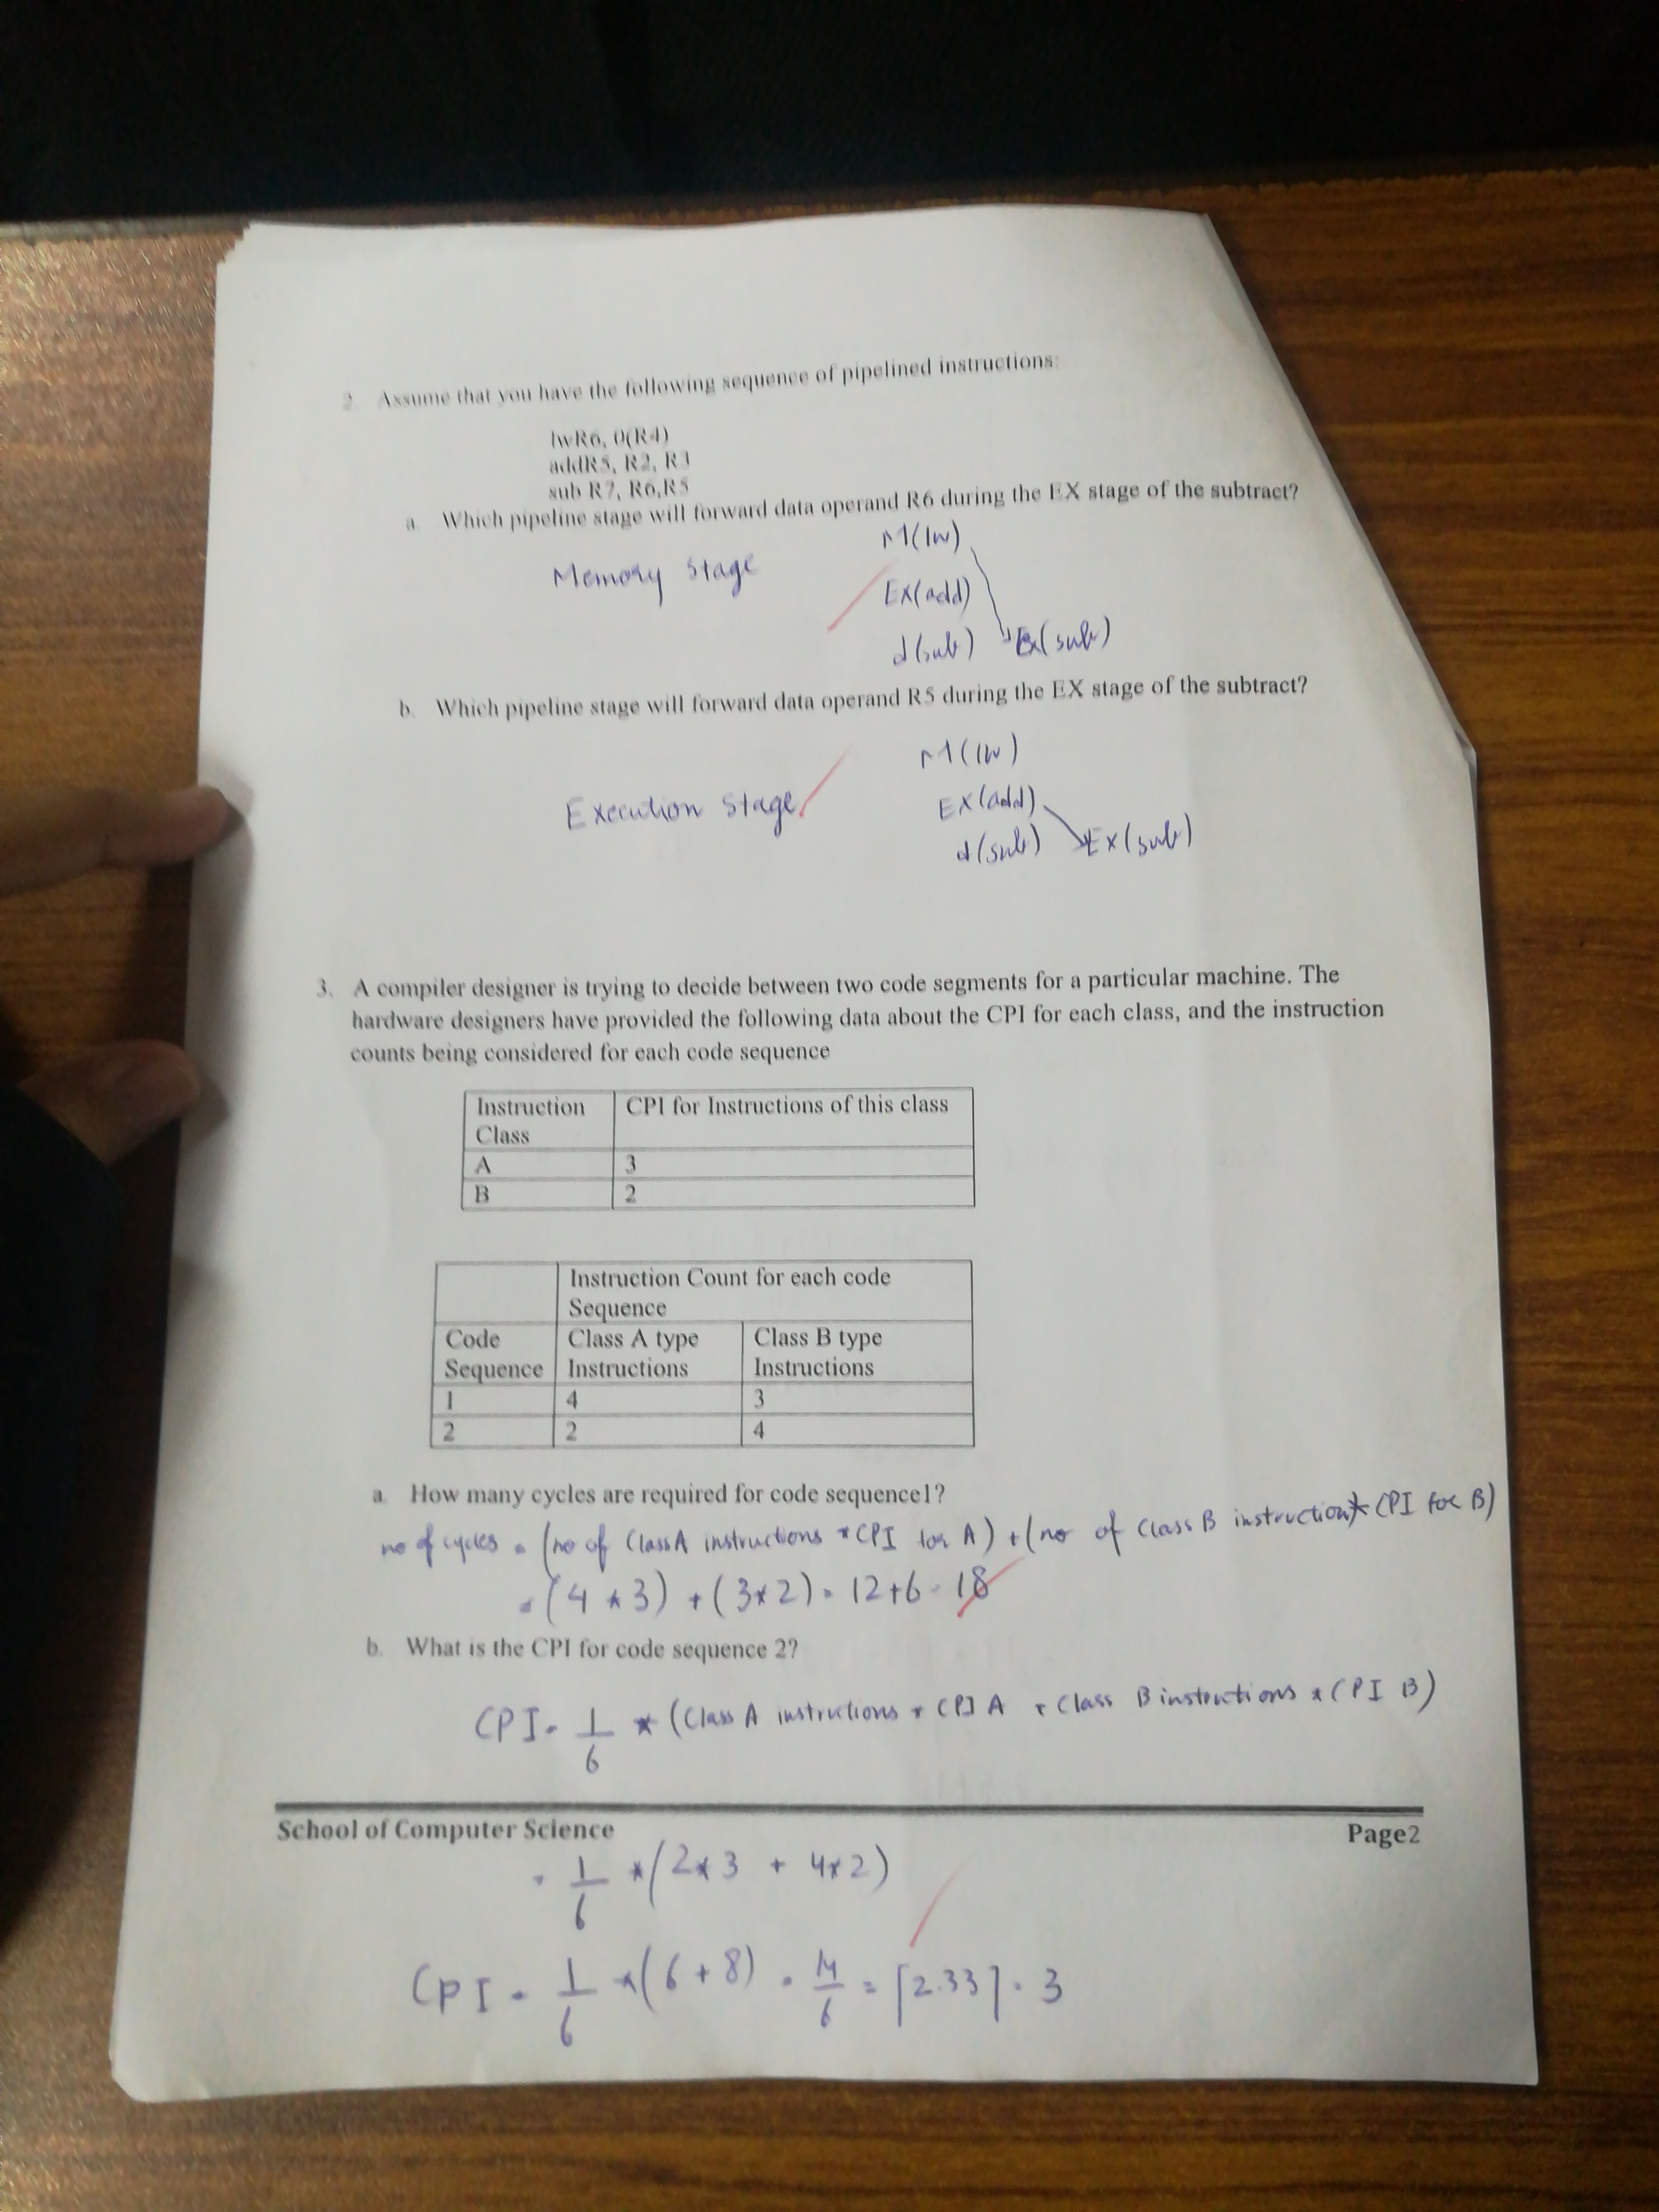 2. Assume that you have the following sequence of pipelined instructions:
lwR6, 0(R4)
addR5, R2, R3
sub R7, R6,R5
a. Which pipeline stage will forward data operand R6 during the EX stage of the subtract?
M(lw)
Memory Stage
EX(add)
d(sub) Ex(sub)
b. Which pipeline stage will forward data operand R5 during the EX stage of the subtract?
M(lw)
Execution Stage
EX(add)
d(sub) Ex(sub)
3. A compiler designer is trying to decide between two code segments for a particular machine. The
hardware designers have provided the following data about the CPI for each class, and the instruction
counts being considered for each code sequence
Instruction Class | CPI for Instructions of this class
A | 3
B | 2
Instruction Count for each code Sequence
Code Sequence | Class A type Instructions | Class B type Instructions
1 | 4 | 3
2 | 2 | 4
a. How many cycles are required for code sequence1?
no of cycles = (no of Class A instructions * CPI for A) + (no of Class B instruction * CPI for B)
= (4 * 3) + (3*2) = 12+6 = 18
b. What is the CPI for code sequence 2?
CPI = 1/6 * (Class A instructions * CPI A + Class B instructions * CPI B)
School of Computer Science Page2
= 1/6 * (2*3 + 4*2)
CPI = 1/6 * (6+8) = 14/6 = ⌈2.33⌉ = 3